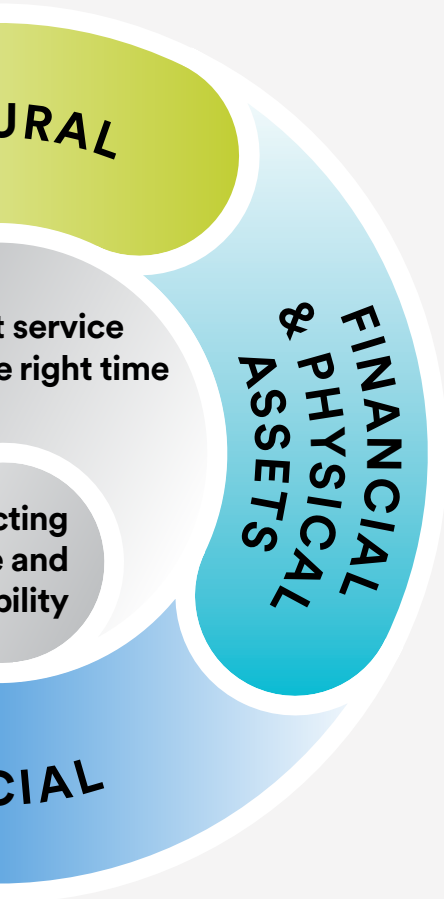 URAL
t service
e right time
FINANCIAL
& PHYSICAL
ASSETS
cting
e and
bility
CIAL